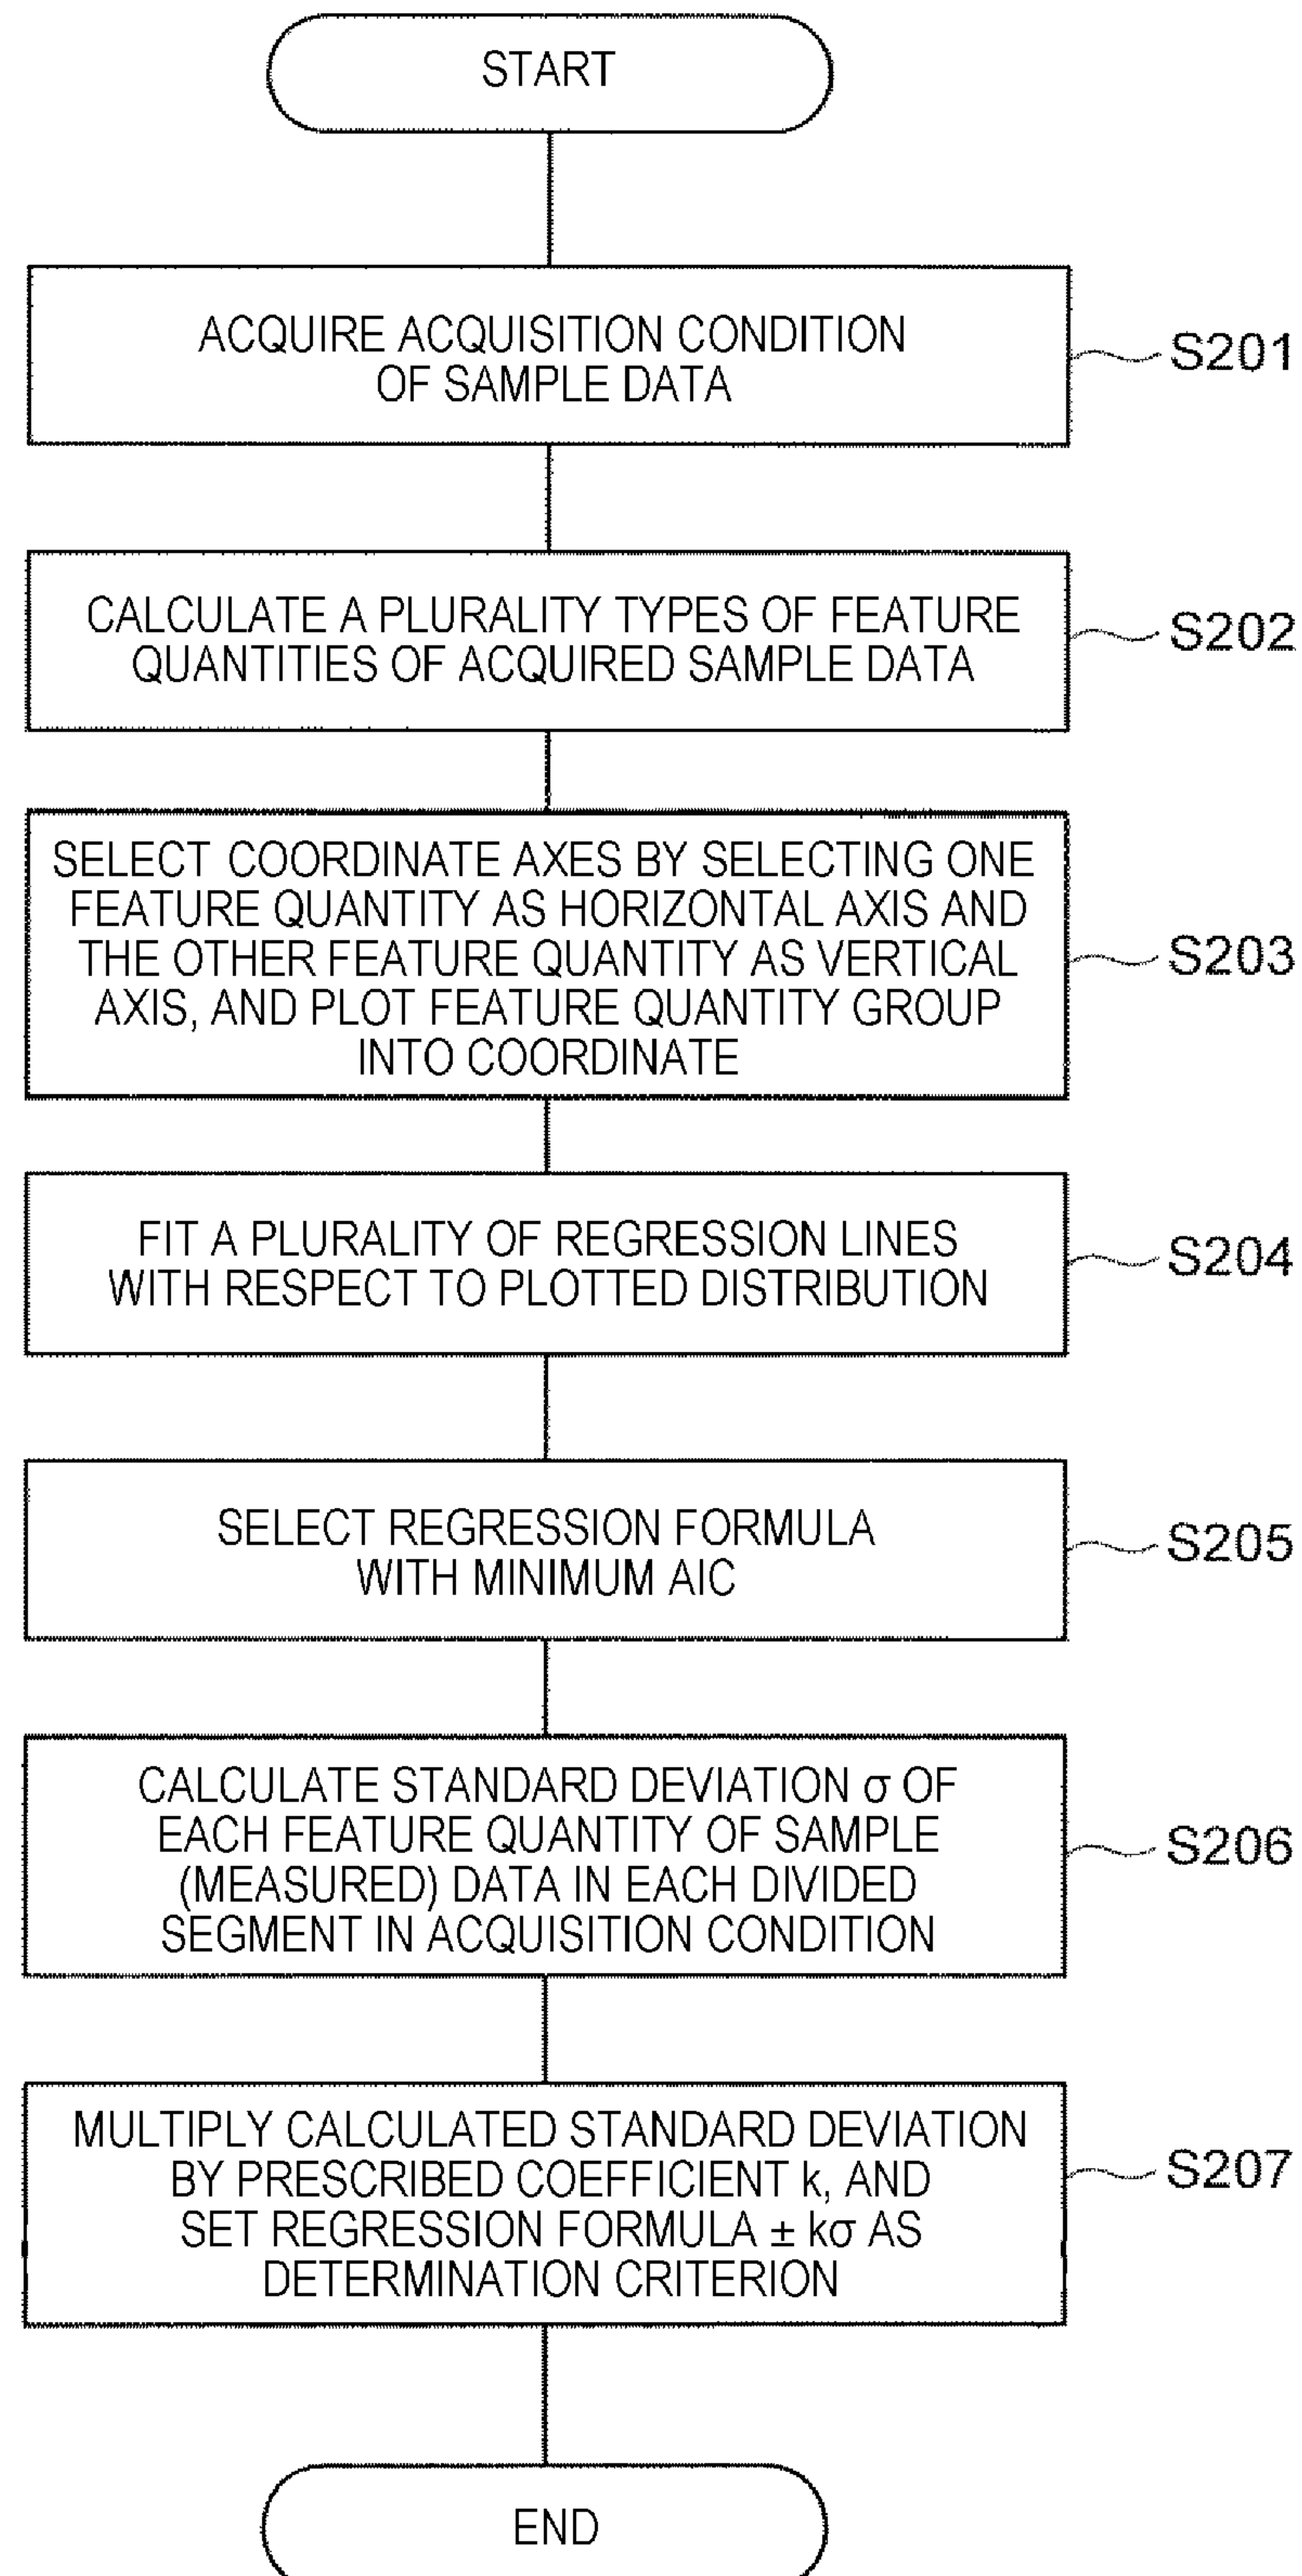 START
ACQUIRE ACQUISITION CONDITION
OF SAMPLE DATA
S201
CALCULATE A PLURALITY TYPES OF FEATURE
QUANTITIES OF ACQUIRED SAMPLE DATA
S202
SELECT COORDINATE AXES BY SELECTING ONE
FEATURE QUANTITY AS HORIZONTAL AXIS AND
THE OTHER FEATURE QUANTITY AS VERTICAL
AXIS, AND PLOT FEATURE QUANTITY GROUP
INTO COORDINATE
S203
FIT A PLURALITY OF REGRESSION LINES
WITH RESPECT TO PLOTTED DISTRIBUTION
S204
SELECT REGRESSION FORMULA
WITH MINIMUM AIC
S205
CALCULATE STANDARD DEVIATION σ OF
EACH FEATURE QUANTITY OF SAMPLE
(MEASURED) DATA IN EACH DIVIDED
SEGMENT IN ACQUISITION CONDITION
S206
MULTIPLY CALCULATED STANDARD DEVIATION
BY PRESCRIBED COEFFICIENT k, AND
SET REGRESSION FORMULA ± kσ AS
DETERMINATION CRITERION
S207
END